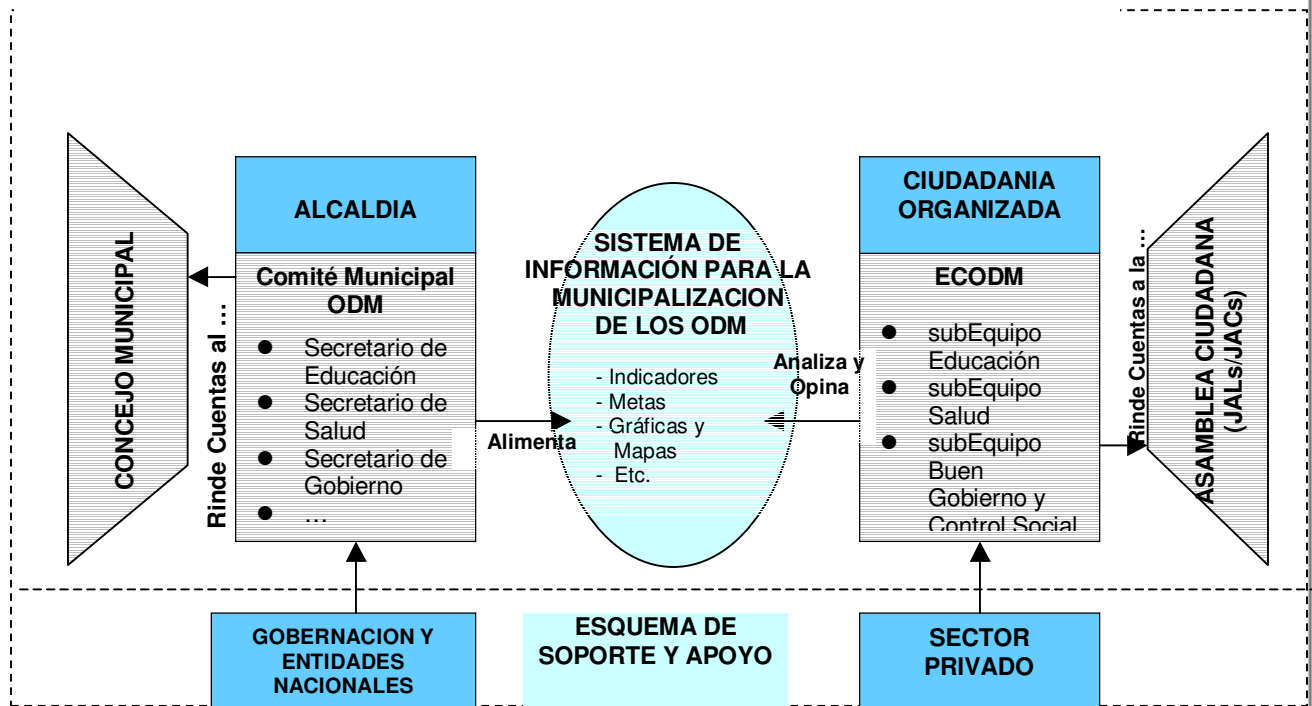 CONCEJO MUNICIPAL
Rinde Cuentas al ...
ALCALDIA
Comité Municipal
ODM
● Secretario de
Educación
● Secretario de
Salud
● Secretario de
Gobierno
● …
Alimenta
SISTEMA DE
INFORMACIÓN PARA LA
MUNICIPALIZACION
DE LOS ODM
- Indicadores
- Metas
- Gráficas y
Mapas
- Etc.
Analiza y
Opina
CIUDADANIA
ORGANIZADA
ECODM
● subEquipo
Educación
● subEquipo
Salud
● subEquipo
Buen
Gobierno y
Control Social
Rinde Cuentas a la ...
ASAMBLEA CIUDADANA
(JALs/JACs)
GOBERNACION Y
ENTIDADES
NACIONALES
ESQUEMA DE
SOPORTE Y APOYO
SECTOR
PRIVADO